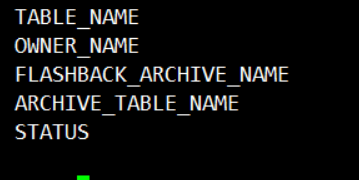 TABLE_NAME
OWNER_NAME
FLASHBACK_ARCHIVE_NAME
ARCHIVE_TABLE_NAME
STATUS